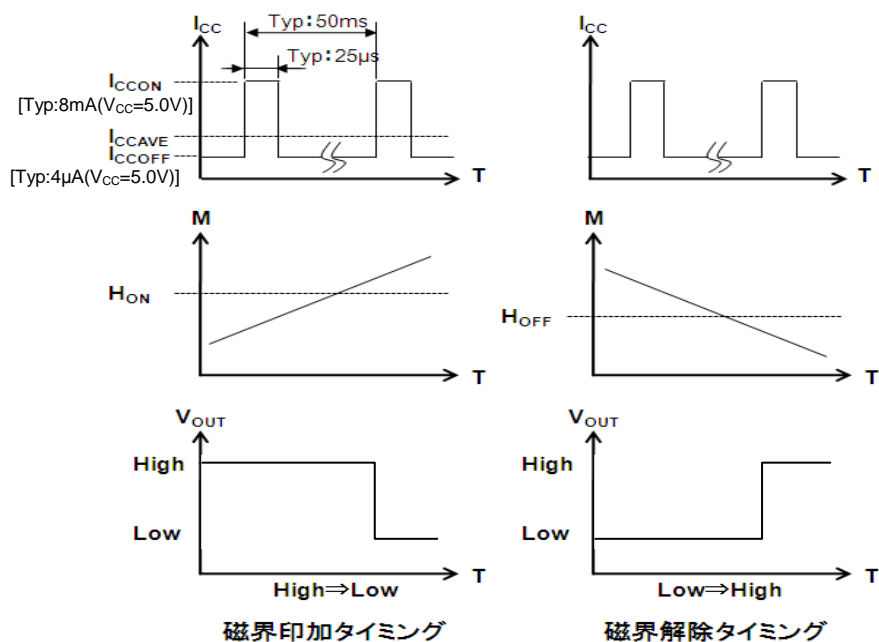 I_CC
Typ:50ms
Typ:25µs
I_CCON
[Typ:8mA(V_CC=5.0V)]
I_CCAVE
I_CCOFF
[Typ:4µA(V_CC=5.0V)]
T
I_CC
T
M
H_ON
T
M
H_OFF
T
V_OUT
High
Low
T
High⇒Low
V_OUT
High
Low
T
Low⇒High
磁界印加タイミング
磁界解除タイミング